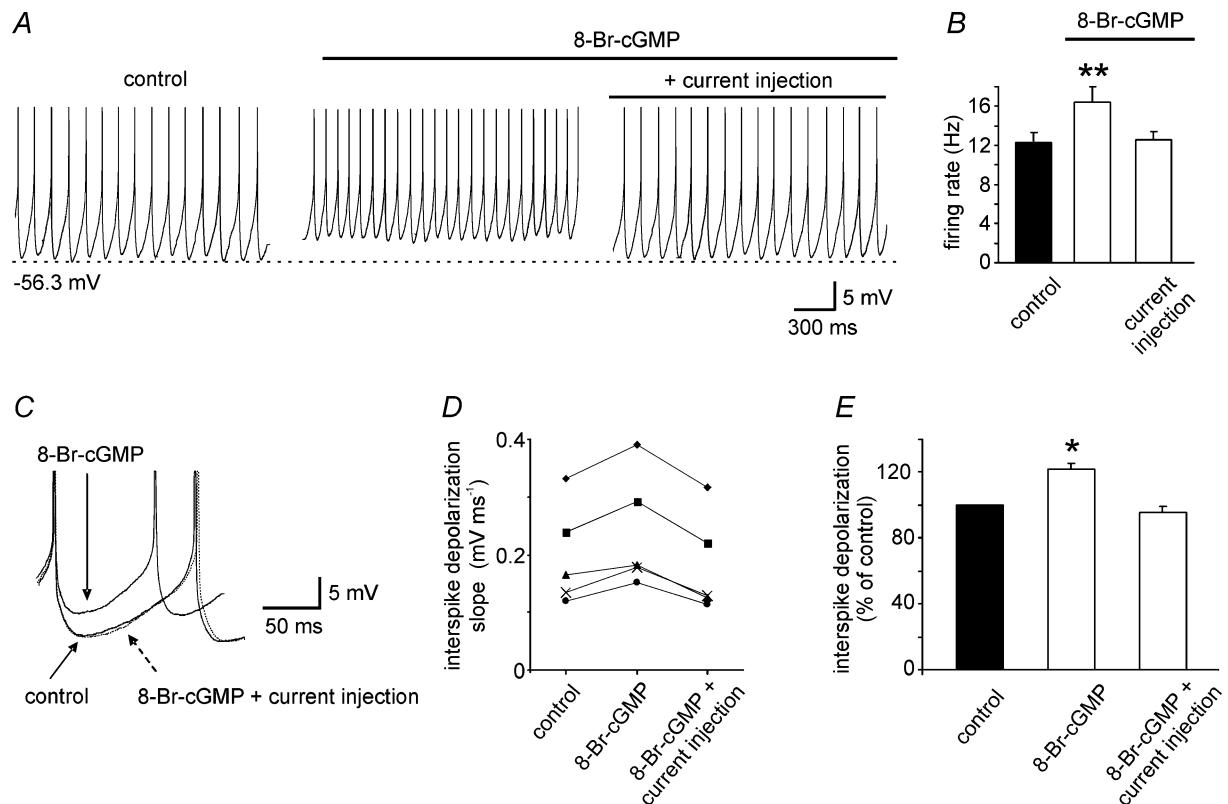 A
8-Br-cGMP
control
+ current injection
-56.3 mV
5 mV
300 ms
B
8-Br-cGMP
**
firing rate (Hz)
16
12
8
4
0
control
current
injection
C
8-Br-cGMP
5 mV
50 ms
control
8-Br-cGMP + current injection
D
interspike depolarization
slope (mV ms-1)
0.4
0.2
0
control
8-Br-cGMP
8-Br-cGMP +
current injection
E
*
interspike depolarization
(% of control)
120
80
40
0
control
8-Br-cGMP
8-Br-cGMP +
current injection